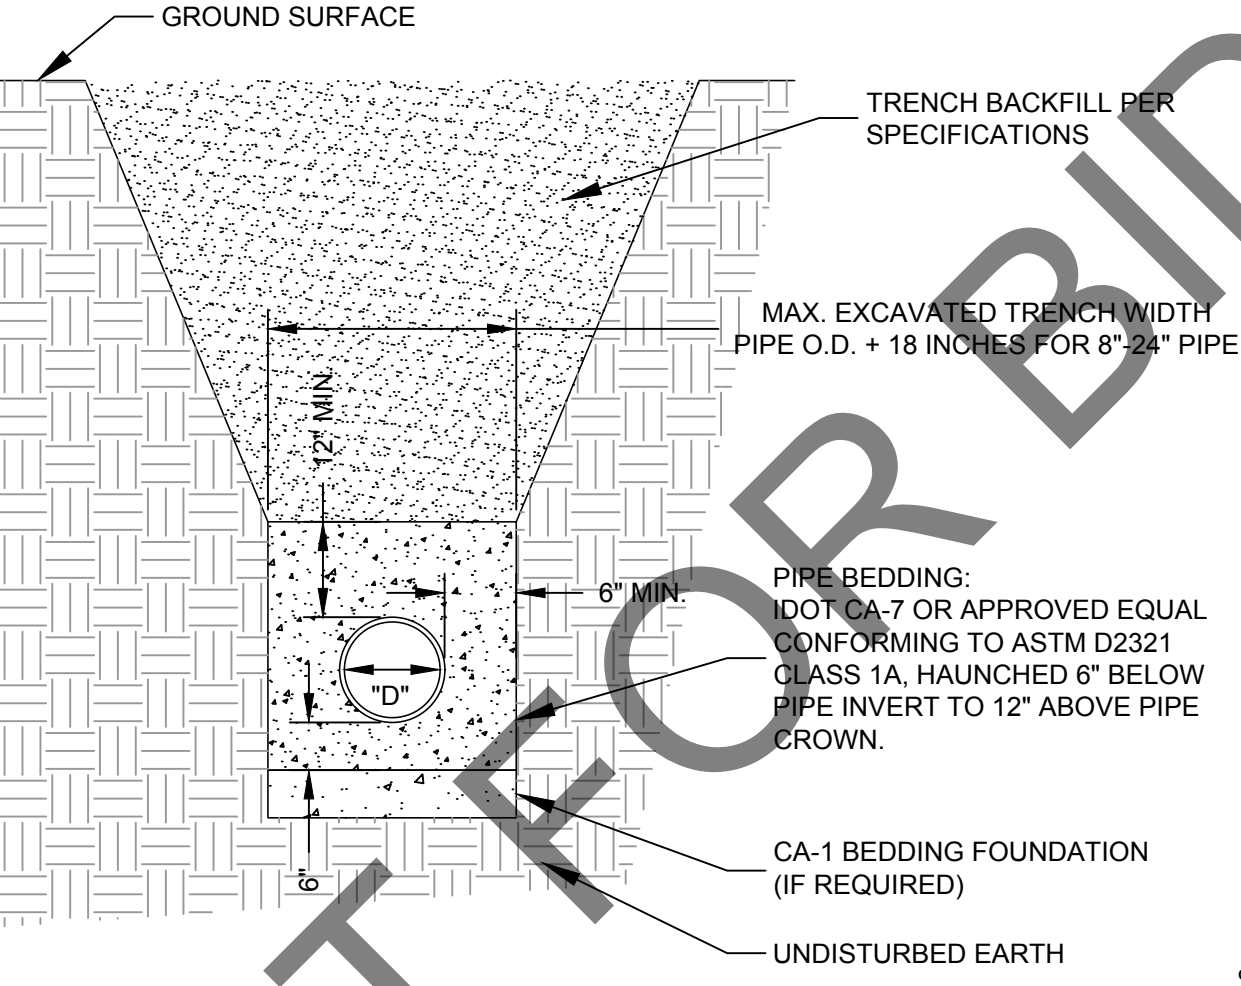 GROUND SURFACE
TRENCH BACKFILL PER
SPECIFICATIONS
MAX. EXCAVATED TRENCH WIDTH
PIPE O.D. + 18 INCHES FOR 8"-24" PIPE
12" MIN
6" MIN.
"D"
PIPE BEDDING:
IDOT CA-7 OR APPROVED EQUAL
CONFORMING TO ASTM D2321
CLASS 1A, HAUNCHED 6" BELOW
PIPE INVERT TO 12" ABOVE PIPE
CROWN.
6"
CA-1 BEDDING FOUNDATION
(IF REQUIRED)
UNDISTURBED EARTH
T FOR BID